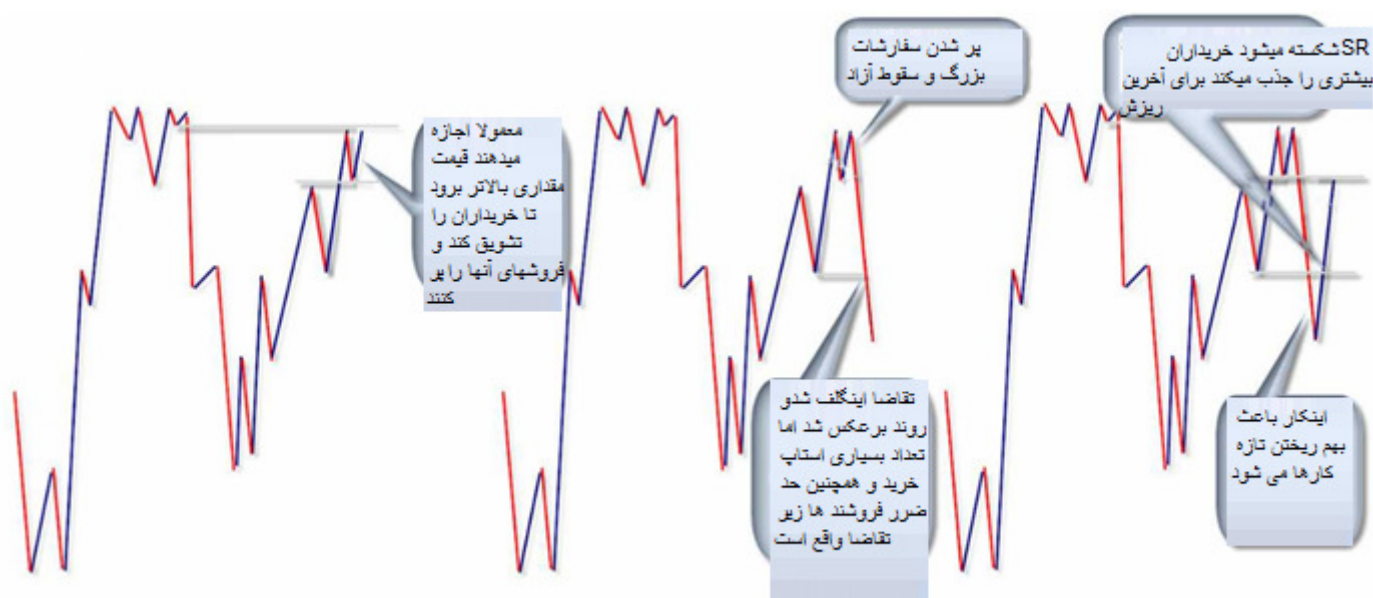 معمولا اجازه
میدهند قیمت
مقداری بالاتر برود
تا خریداران را
تشویق کند و
فروشهای آنها را پر
کنند
پر شدن سفارشات
بزرگ و سقوط آزاد
تقاضا اینگلف شدو
روند برعکس شد اما
تعداد بسیاری استاپ
خرید و همچنین حد
ضرر فروشند ها زیر
تقاضا واقع است
SRشکسته میشود خریداران
بیشتری را جذب میکند برای آخرین
ریزش
اینکار باعث
بهم ریختن تازه
کارها می شود